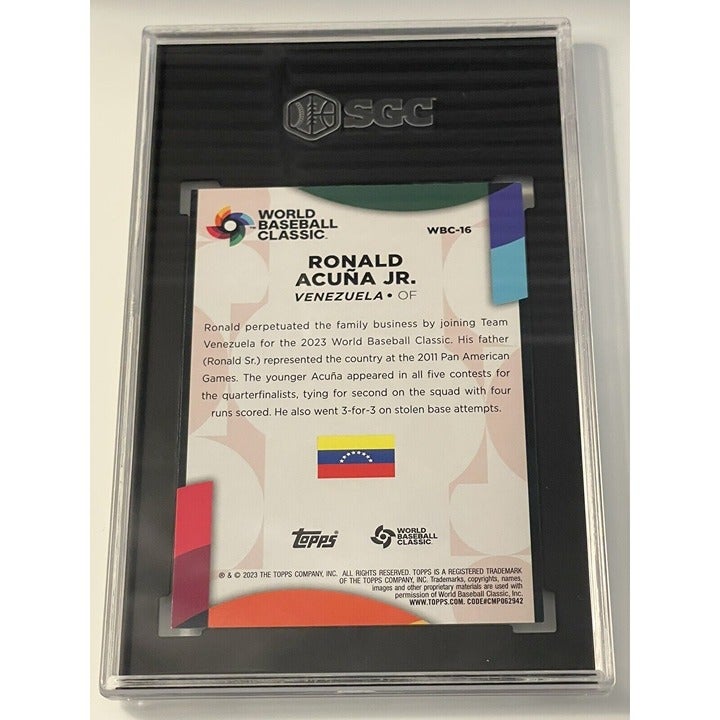 SGC
WORLD
BASEBALL
CLASSIC™
WBC-16
RONALD
ACUÑA JR.
VENEZUELA • OF
Ronald perpetuated the family business by joining Team
Venezuela for the 2023 World Baseball Classic. His father
(Ronald Sr.) represented the country at the 2011 Pan American
Games. The younger Acuña appeared in all five contests for
the quarterfinalists, tying for second on the squad with four
runs scored. He also went 3-for-3 on stolen base attempts.
topps
WORLD
BASEBALL
CLASSIC
® & © 2023 THE TOPPS COMPANY, INC. ALL RIGHTS RESERVED. TOPPS IS A REGISTERED TRADEMARK
OF THE TOPPS COMPANY, INC. Trademarks, copyrights, names,
images and other proprietary materials are used with
permission of World Baseball Classic, Inc.
WWW.TOPPS.COM. CODE#CMP062942